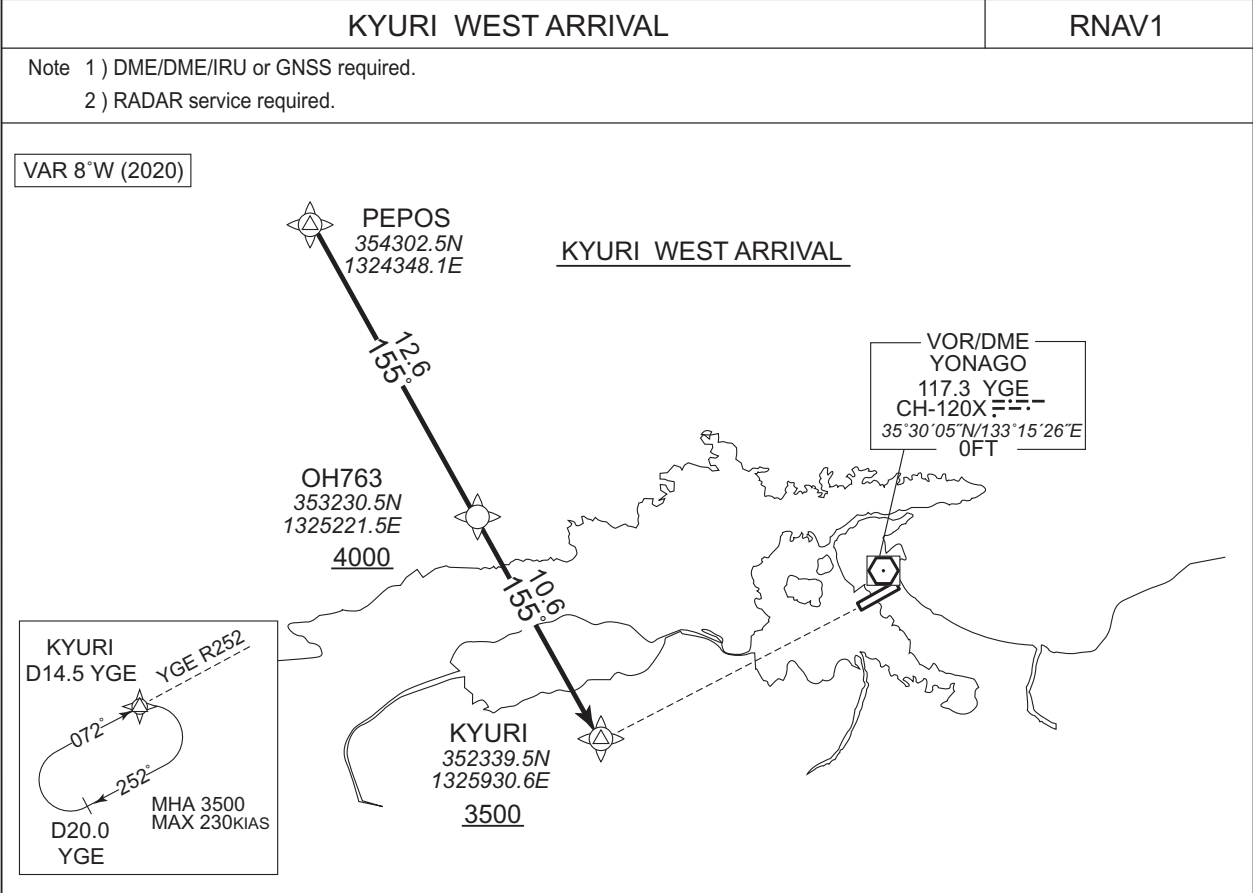 KYURI WEST ARRIVAL
RNAV1
Note 1 ) DME/DME/IRU or GNSS required.
2 ) RADAR service required.
VAR 8˚W (2020)
PEPOS
354302.5N
1324348.1E
KYURI WEST ARRIVAL
12.6
155˚
VOR/DME
YONAGO
117.3 YGE
CH-120X
35˚30´05˝N/133˚15´26˝E
0FT
OH763
353230.5N
1325221.5E
4000
10.6
155˚
KYURI
352339.5N
1325930.6E
3500
KYURI
D14.5 YGE
YGE R252
072˚
252˚
MHA 3500
MAX 230KIAS
D20.0
YGE